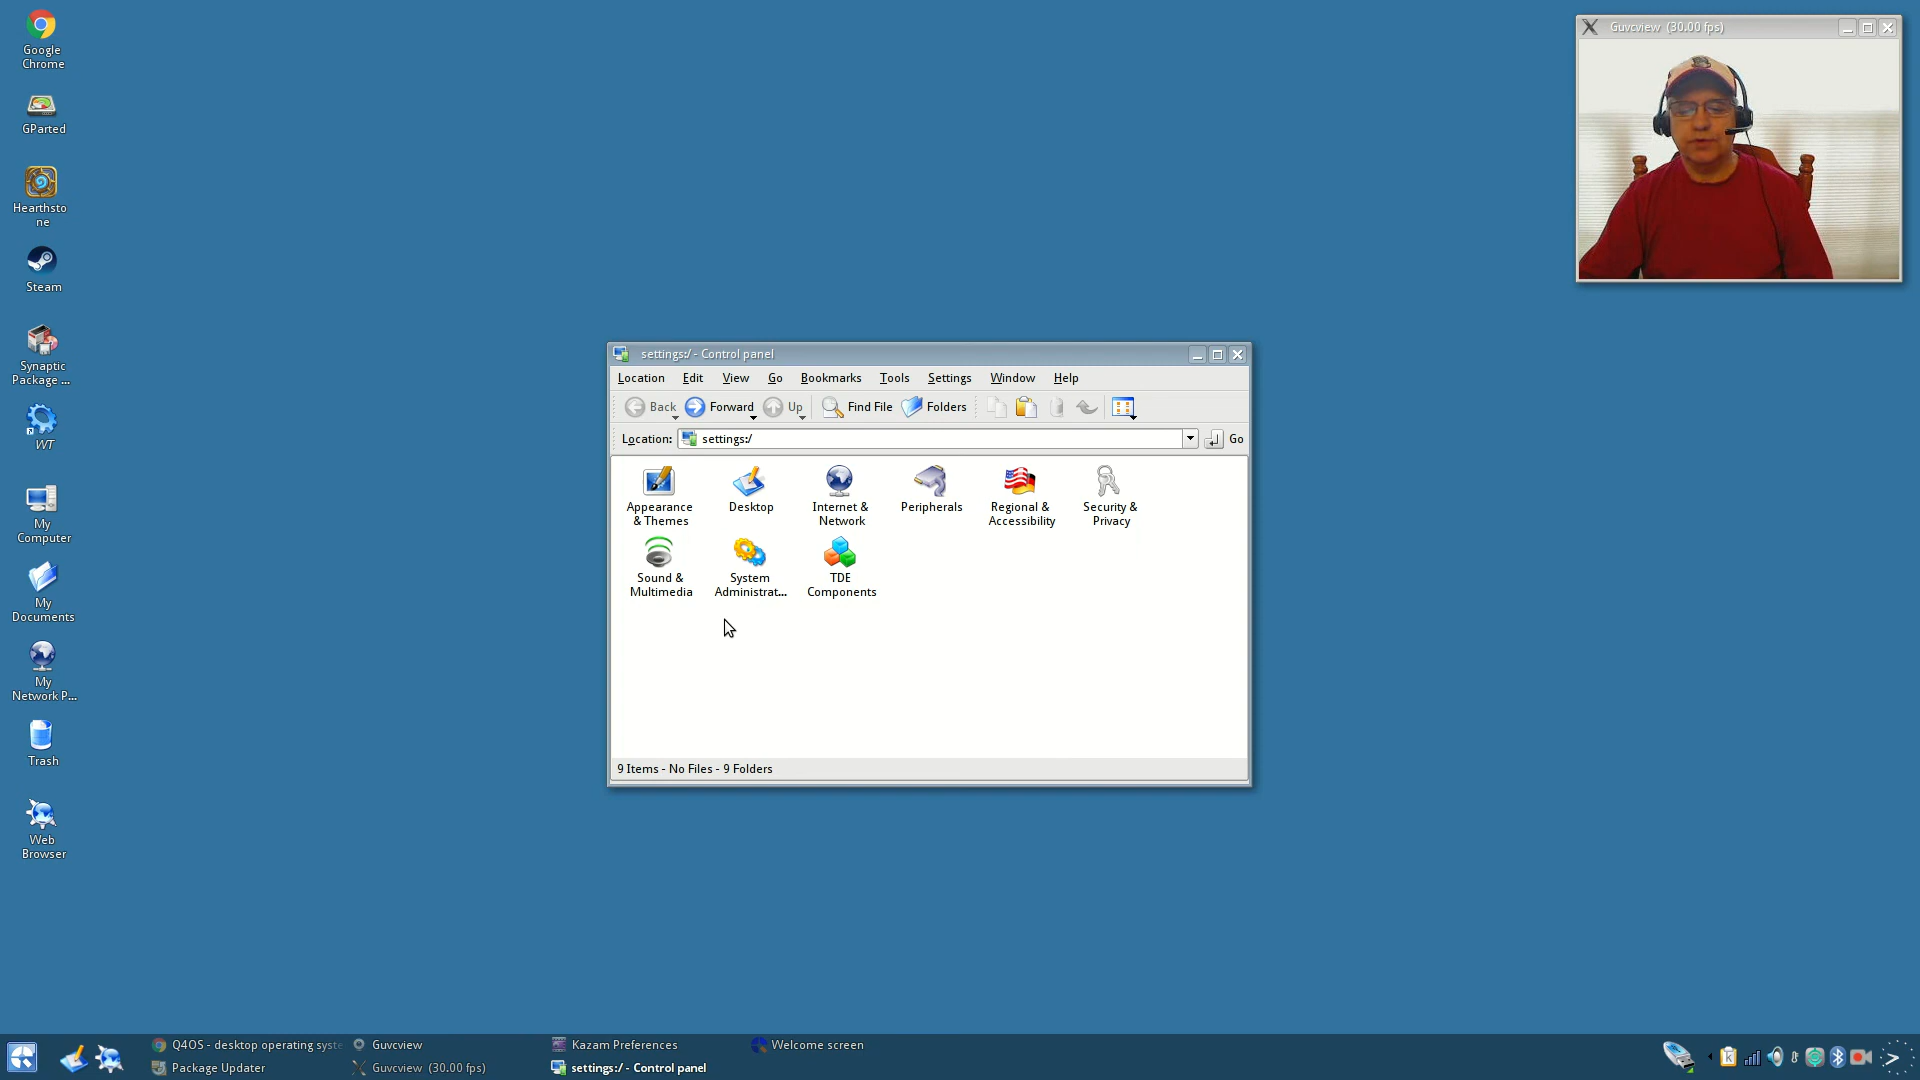 Google
Chrome
GParted
Hearthsto
ne
Steam
Synaptic
Package ...
WT
My
Computer
My
Documents
My
Network P...
Trash
Web
Browser
Guvcview (30.00 fps)
settings:/ - Control panel
Location Edit View Go Bookmarks Tools Settings Window Help
Back Forward Up Find File Folders
Location: settings:/ Go
Appearance
& Themes
Desktop
Internet &
Network
Peripherals
Regional &
Accessibility
Security &
Privacy
Sound &
Multimedia
System
Administrat...
TDE
Components
9 Items - No Files - 9 Folders
Q4OS - desktop operating syste
Guvcview
Kazam Preferences
Welcome screen
Package Updater
Guvcview (30.00 fps)
settings:/ - Control panel